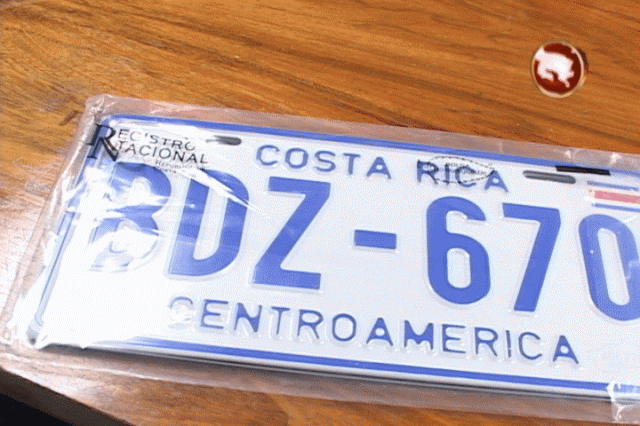 REGISTRO
NACIONAL
COSTA RICA
BDZ-670
CENTROAMERICA